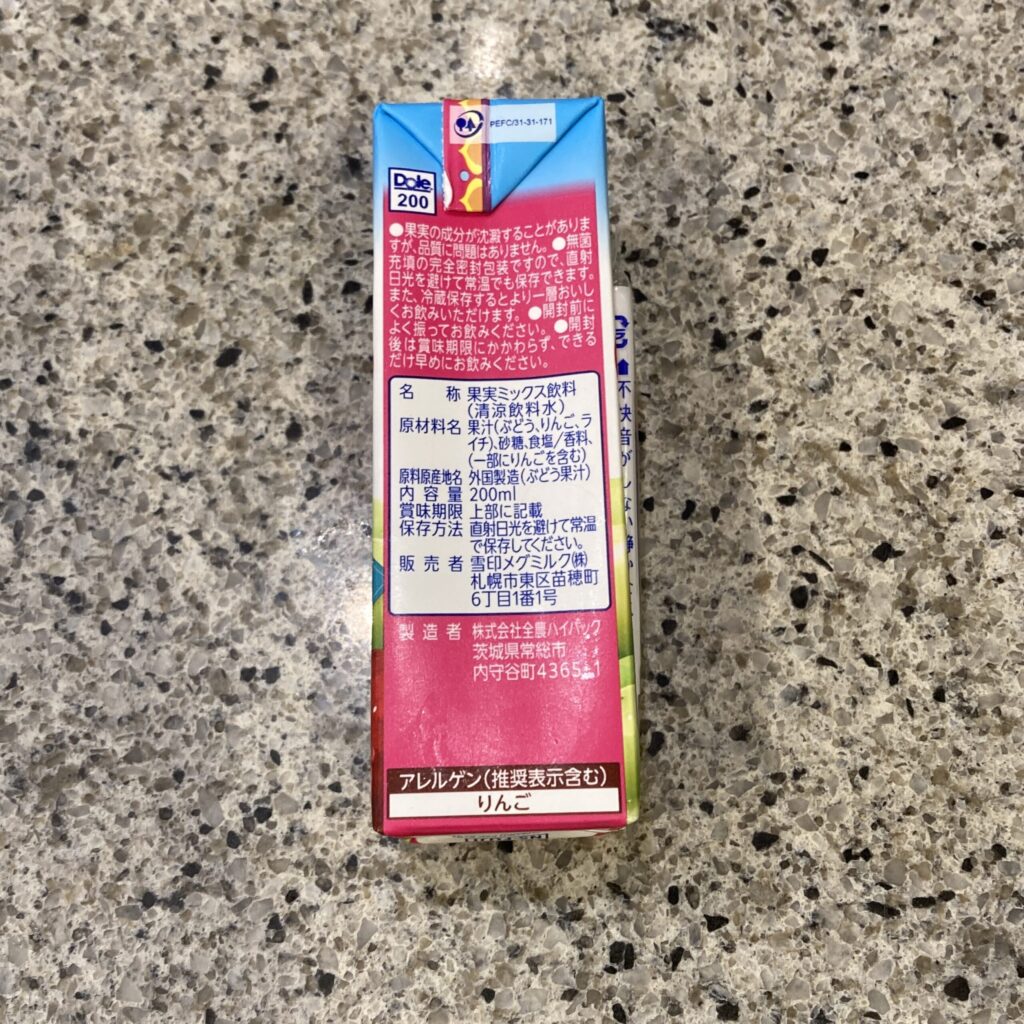 PEFC/31-31-171
Dole
200
●果実の成分が沈澱することがありま
すが、品質に問題はありません。●無菌
充填の完全密封包装ですので、直射
日光を避けて常温でも保存できます。
また、冷蔵保存するとより一層おいし
くお飲みいただけます。●開封前に
よく振ってお飲みください。●開封
後は賞味期限にかかわらず、できる
だけ早めにお飲みください。
名称 果実ミックス飲料
(清涼飲料水)
原材料名 果汁(ぶどう、りんご、ラ
イチ)、砂糖、食塩/香料、
(一部にりんごを含む)
原料原産地名 外国製造(ぶどう果汁)
内容量 200ml
賞味期限 上部に記載
保存方法 直射日光を避けて常温
で保存してください。
販売者 雪印メグミルク(株)
札幌市東区苗穂町
6丁目1番1号
製造者 株式会社全農ハイパック
茨城県常総市
内守谷町4365-1
アレルゲン(推奨表示含む)
りんご
不快音が